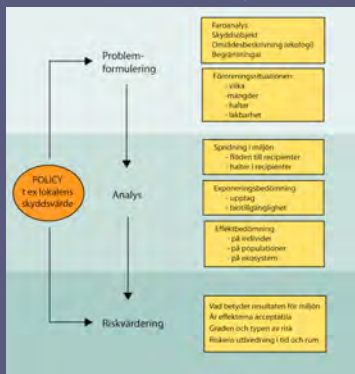 Problem-
formulering
Faroanalys
Skyddsobjekt
Områdesbeskrivning (ekologi)
Begränsningar
Föroreningssituationen:
- vilka
-mängder
- halter
- lakbarhet
POLICY
t ex lokalens
skyddsvärde
Analys
Spridning i miljön
- flöden till recipienter
- halter i recipienter
Exponeringsbedömning
- upptag
- biotillgänglighet
Effektbedömning
- på individer
- på populationer
- på ekosystem
Riskvärdering
Vad betyder resultaten för miljön
Är effekterna acceptabla
Graden och typen av risk
Riskens utbredning i tid och rum